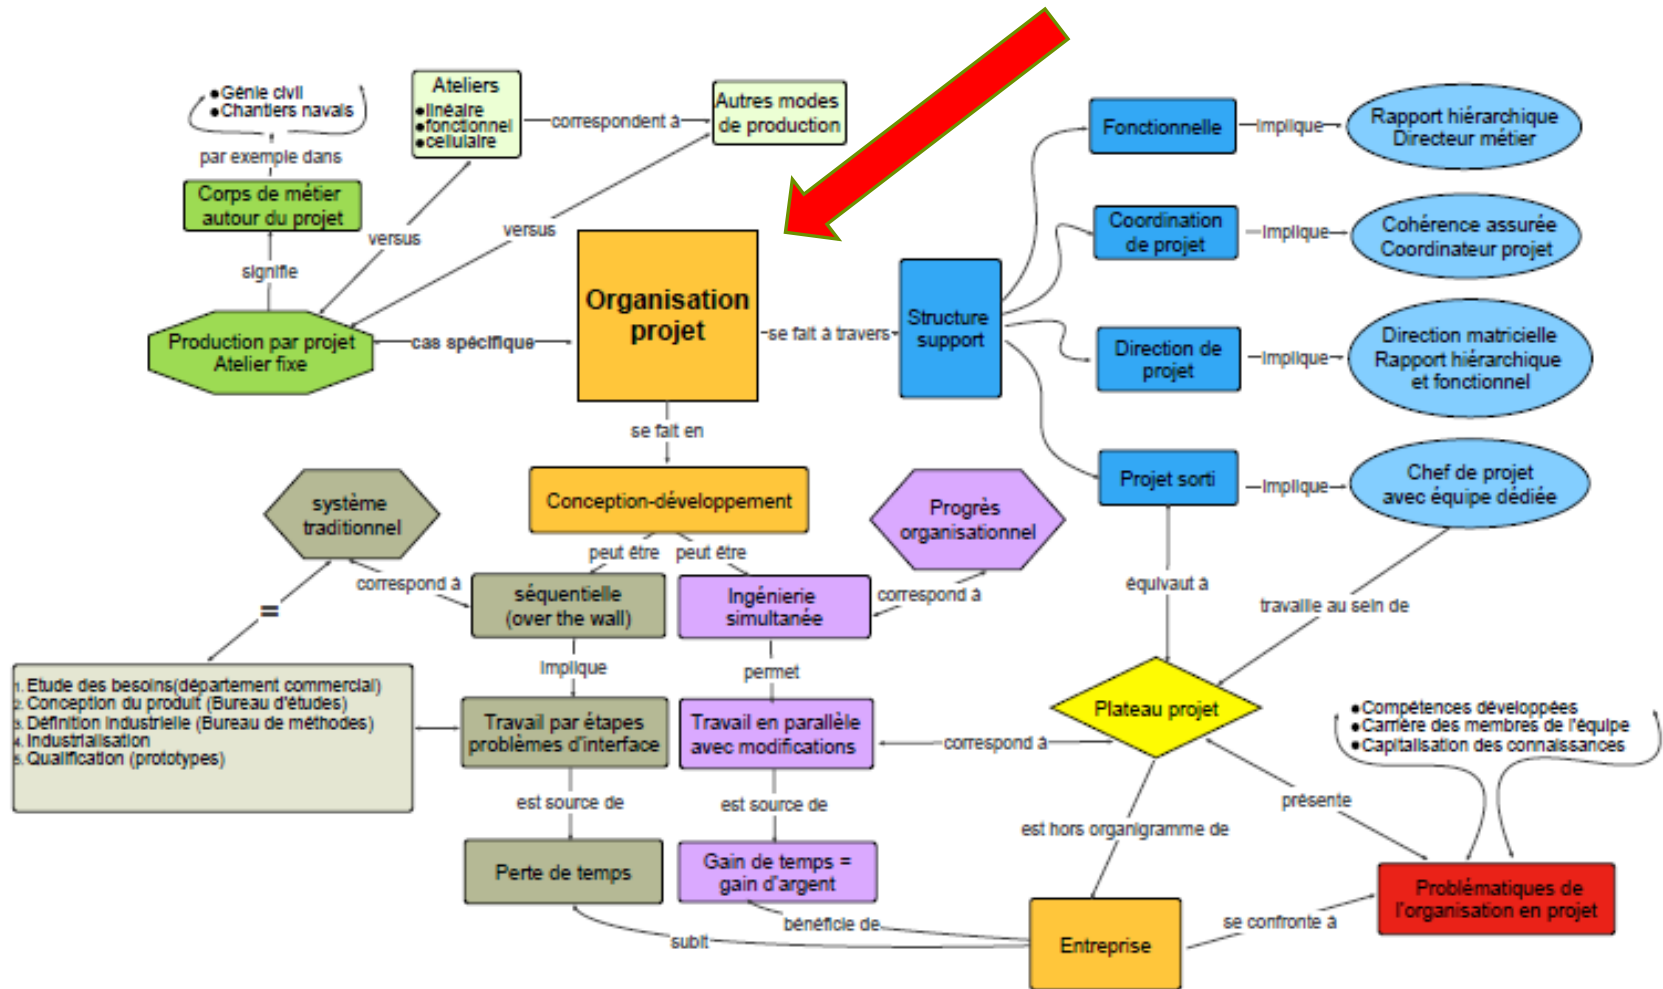 ●Génie civil
●Chantiers navals
par exemple dans
Corps de métier
autour du projet
signifie
Production par projet
Atelier fixe
Ateliers
●linéaire
●fonctionnel
●cellulaire
correspondent à
Autres modes
de production
versus
versus
cas spécifique
Organisation
projet
se fait à travers
Structure
support
Fonctionnelle
implique
Rapport hiérarchique
Directeur métier
Coordination
de projet
implique
Cohérence assurée
Coordinateur projet
Direction de
projet
implique
Direction matricielle
Rapport hiérarchique
et fonctionnel
Projet sorti
implique
Chef de projet
avec équipe dédiée
se fait en
Conception-développement
peut être
peut être
système
traditionnel
correspond à
=
séquentielle
(over the wall)
Ingénierie
simultanée
correspond à
Progrès
organisationnel
équivaut à
travaille au sein de
implique
permet
1. Etude des besoins(département commercial)
2. Conception du produit (Bureau d'études)
3. Définition industrielle (Bureau de méthodes)
4. Industrialisation
5. Qualification (prototypes)
Travail par étapes
problèmes d'interface
Travail en parallèle
avec modifications
correspond à
Plateau projet
●Compétences développées
●Carrière des membres de l'équipe
●Capitalisation des connaissances
est source de
est source de
est hors organigramme de
présente
Perte de temps
Gain de temps =
gain d'argent
Problématiques de
l'organisation en projet
subit
bénéficie de
Entreprise
se confronte à